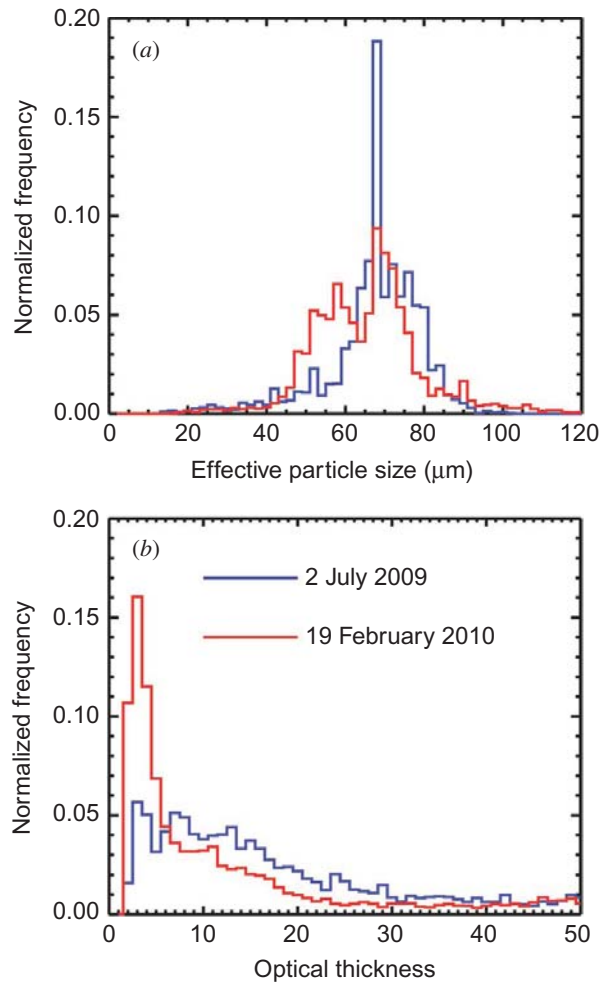 (a)
0.20
0.15
0.10
0.05
0.00
Normalized frequency
0 20 40 60 80 100 120
Effective particle size (μm)
(b)
2 July 2009
19 February 2010
0.20
0.15
0.10
0.05
0.00
Normalized frequency
0 10 20 30 40 50
Optical thickness